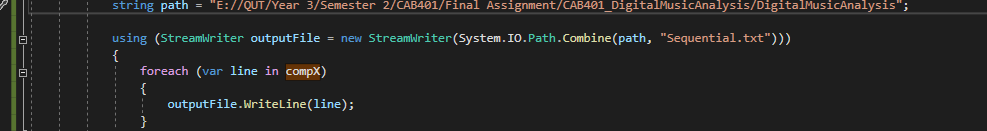 string path = "E://QUT/Year 3/Semester 2/CAB401/Final Assignment/CAB401_DigitalMusicAnalysis/DigitalMusicAnalysis";
using (StreamWriter outputFile = new StreamWriter(System.IO.Path.Combine(path, "Sequential.txt")))
{
foreach (var line in compX)
{
outputFile.WriteLine(line);
}